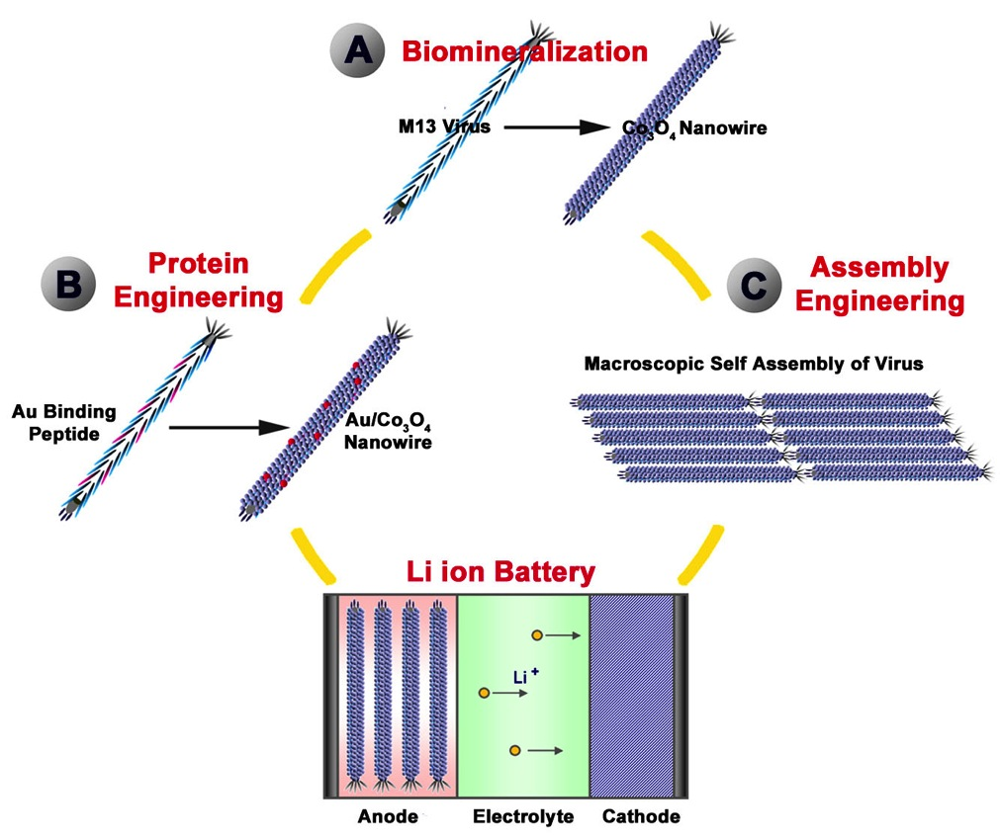 A
Biomineralization
M13 Virus
Co₃O₄ Nanowire
B
Protein
Engineering
Au Binding
Peptide
Au/Co₃O₄
Nanowire
C
Assembly
Engineering
Macroscopic Self Assembly of Virus
Li ion Battery
Li⁺
Anode
Electrolyte
Cathode